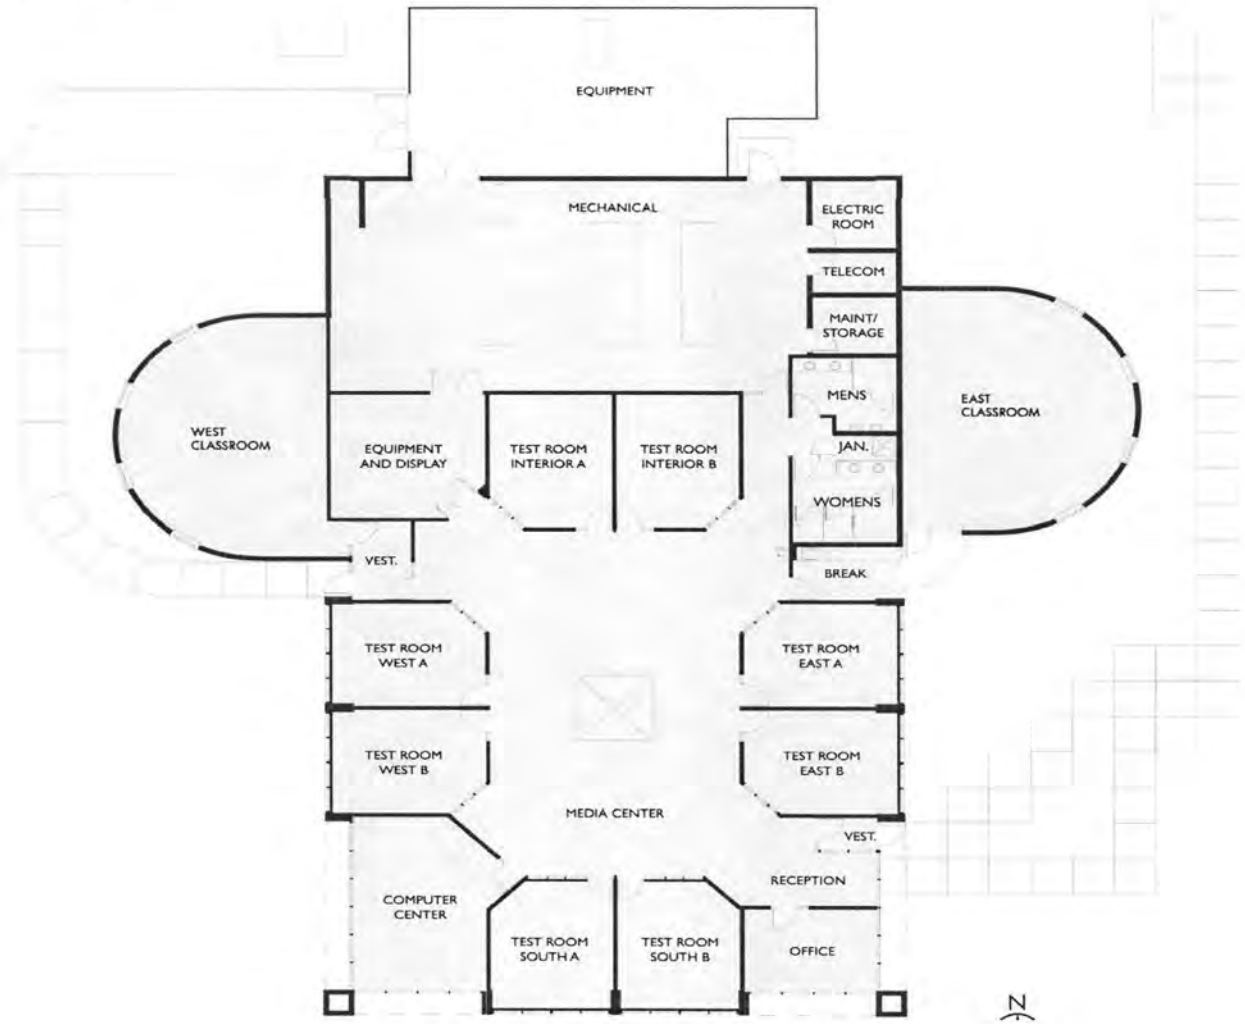 EQUIPMENT
MECHANICAL
ELECTRIC
ROOM
TELECOM
MAINT/
STORAGE
MENS
JAN.
WOMENS
WEST
CLASSROOM
EQUIPMENT
AND DISPLAY
TEST ROOM
INTERIOR A
TEST ROOM
INTERIOR B
EAST
CLASSROOM
VEST.
BREAK
TEST ROOM
WEST A
TEST ROOM
EAST A
TEST ROOM
WEST B
TEST ROOM
EAST B
MEDIA CENTER
VEST.
RECEPTION
COMPUTER
CENTER
TEST ROOM
SOUTH A
TEST ROOM
SOUTH B
OFFICE
N